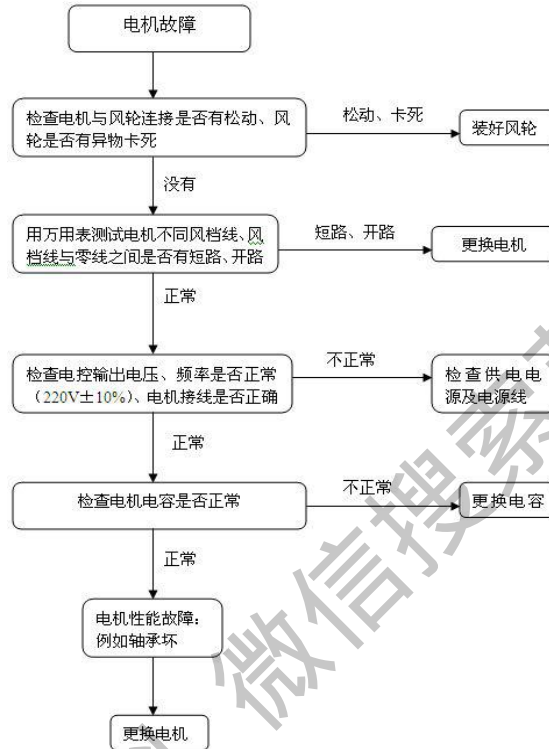 电机故障
检查电机与风轮连接是否有松动、风
轮是否有异物卡死
松动、卡死
装好风轮
没有
用万用表测试电机不同风档线、风
档线与零线之间是否有短路、开路
短路、开路
更换电机
正常
检查电控输出电压、频率是否正常
（220V±10%）、电机接线是否正确
不正常
检查供电电
源及电源线
正常
检查电机电容是否正常
不正常
更换电容
正常
电机性能故障：
例如轴承坏
更换电机
微信搜索